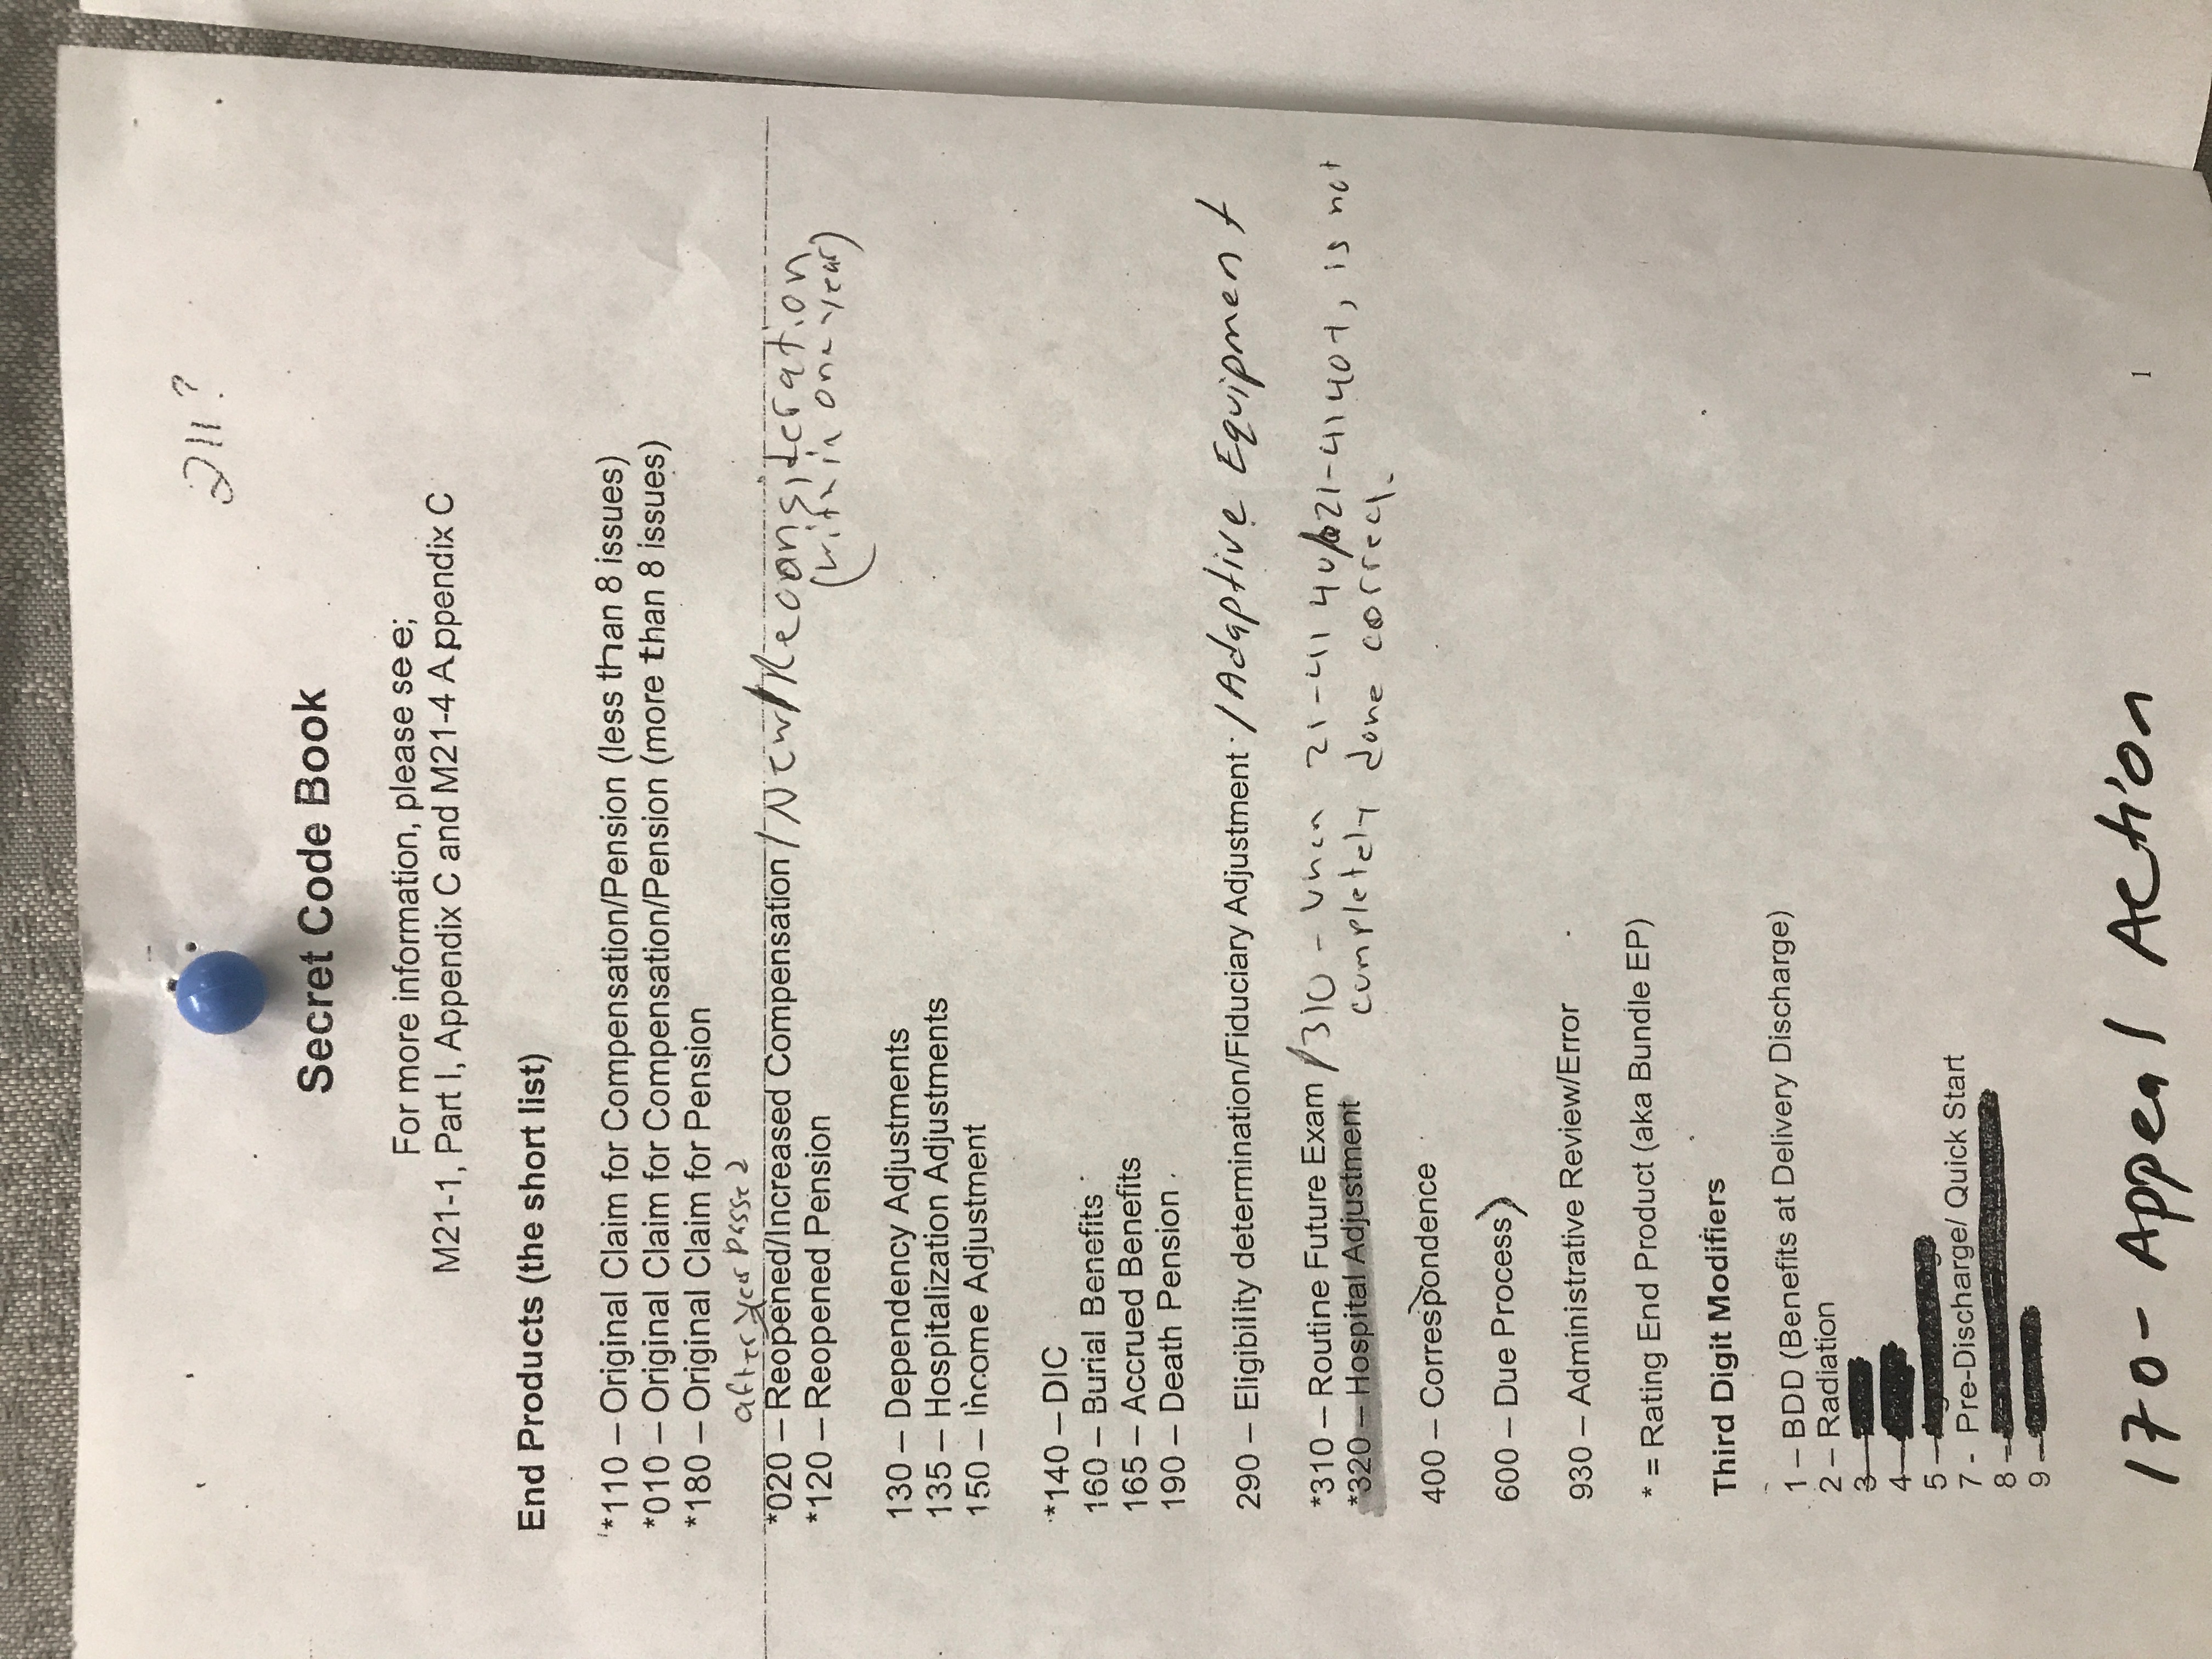 211?
Secret Code Book
For more information, please see;
M21-1, Part I, Appendix C and M21-4 Appendix C
End Products (the short list)
*110 – Original Claim for Compensation/Pension (less than 8 issues)
*010 – Original Claim for Compensation/Pension (more than 8 issues)
*180 – Original Claim for Pension
after year passed
*020 – Reopened/Increased Compensation / New/Reconsideration
*120 – Reopened Pension (within one year)
130 – Dependency Adjustments
135 – Hospitalization Adjustments
150 – Income Adjustment
*140 – DIC
160 – Burial Benefits
165 – Accrued Benefits
190 – Death Pension
290 – Eligibility determination/Fiduciary Adjustment / Adaptive Equipment
*310 – Routine Future Exam / 310 - when 21-4140/21-4140-1, is not
*320 – Hospital Adjustment completely done correct.
400 – Correspondence
600 – Due Process
930 – Administrative Review/Error
* = Rating End Product (aka Bundle EP)
Third Digit Modifiers
1 – BDD (Benefits at Delivery Discharge)
2 – Radiation
3 –
4 –
5 –
7 - Pre-Discharge/ Quick Start
8 –
9 –
170- Appeal Action
1